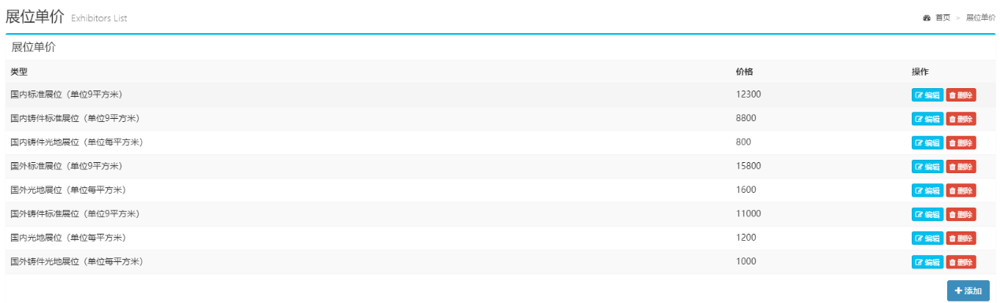 展位单价 Exhibitors List 首页 > 展位单价
展位单价
类型 价格 操作
国内标准展位（单位9平方米） 12300 编辑 删除
国内铸件标准展位（单位9平方米） 8800 编辑 删除
国内铸件光地展位（单位每平方米） 800 编辑 删除
国外标准展位（单位9平方米） 15800 编辑 删除
国外光地展位（单位每平方米） 1600 编辑 删除
国外铸件标准展位（单位9平方米） 11000 编辑 删除
国内光地展位（单位每平方米） 1200 编辑 删除
国外铸件光地展位（单位每平方米） 1000 编辑 删除
+添加